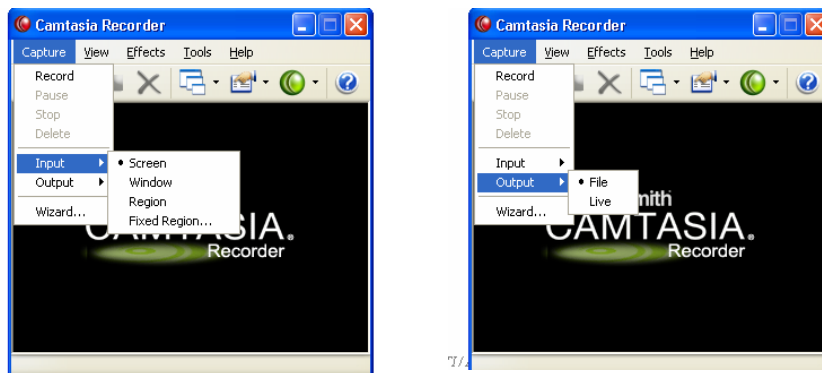 Camtasia Recorder
Capture View Effects Tools Help
Record
Pause
Stop
Delete
Input
Screen
Output
Window
Region
Wizard...
Fixed Region...
CAMTASIA®
Recorder
Camtasia Recorder
Capture View Effects Tools Help
Record
Pause
Stop
Delete
Input
Output
File
Live
Wizard...
mith
CAMTASIA®
Recorder